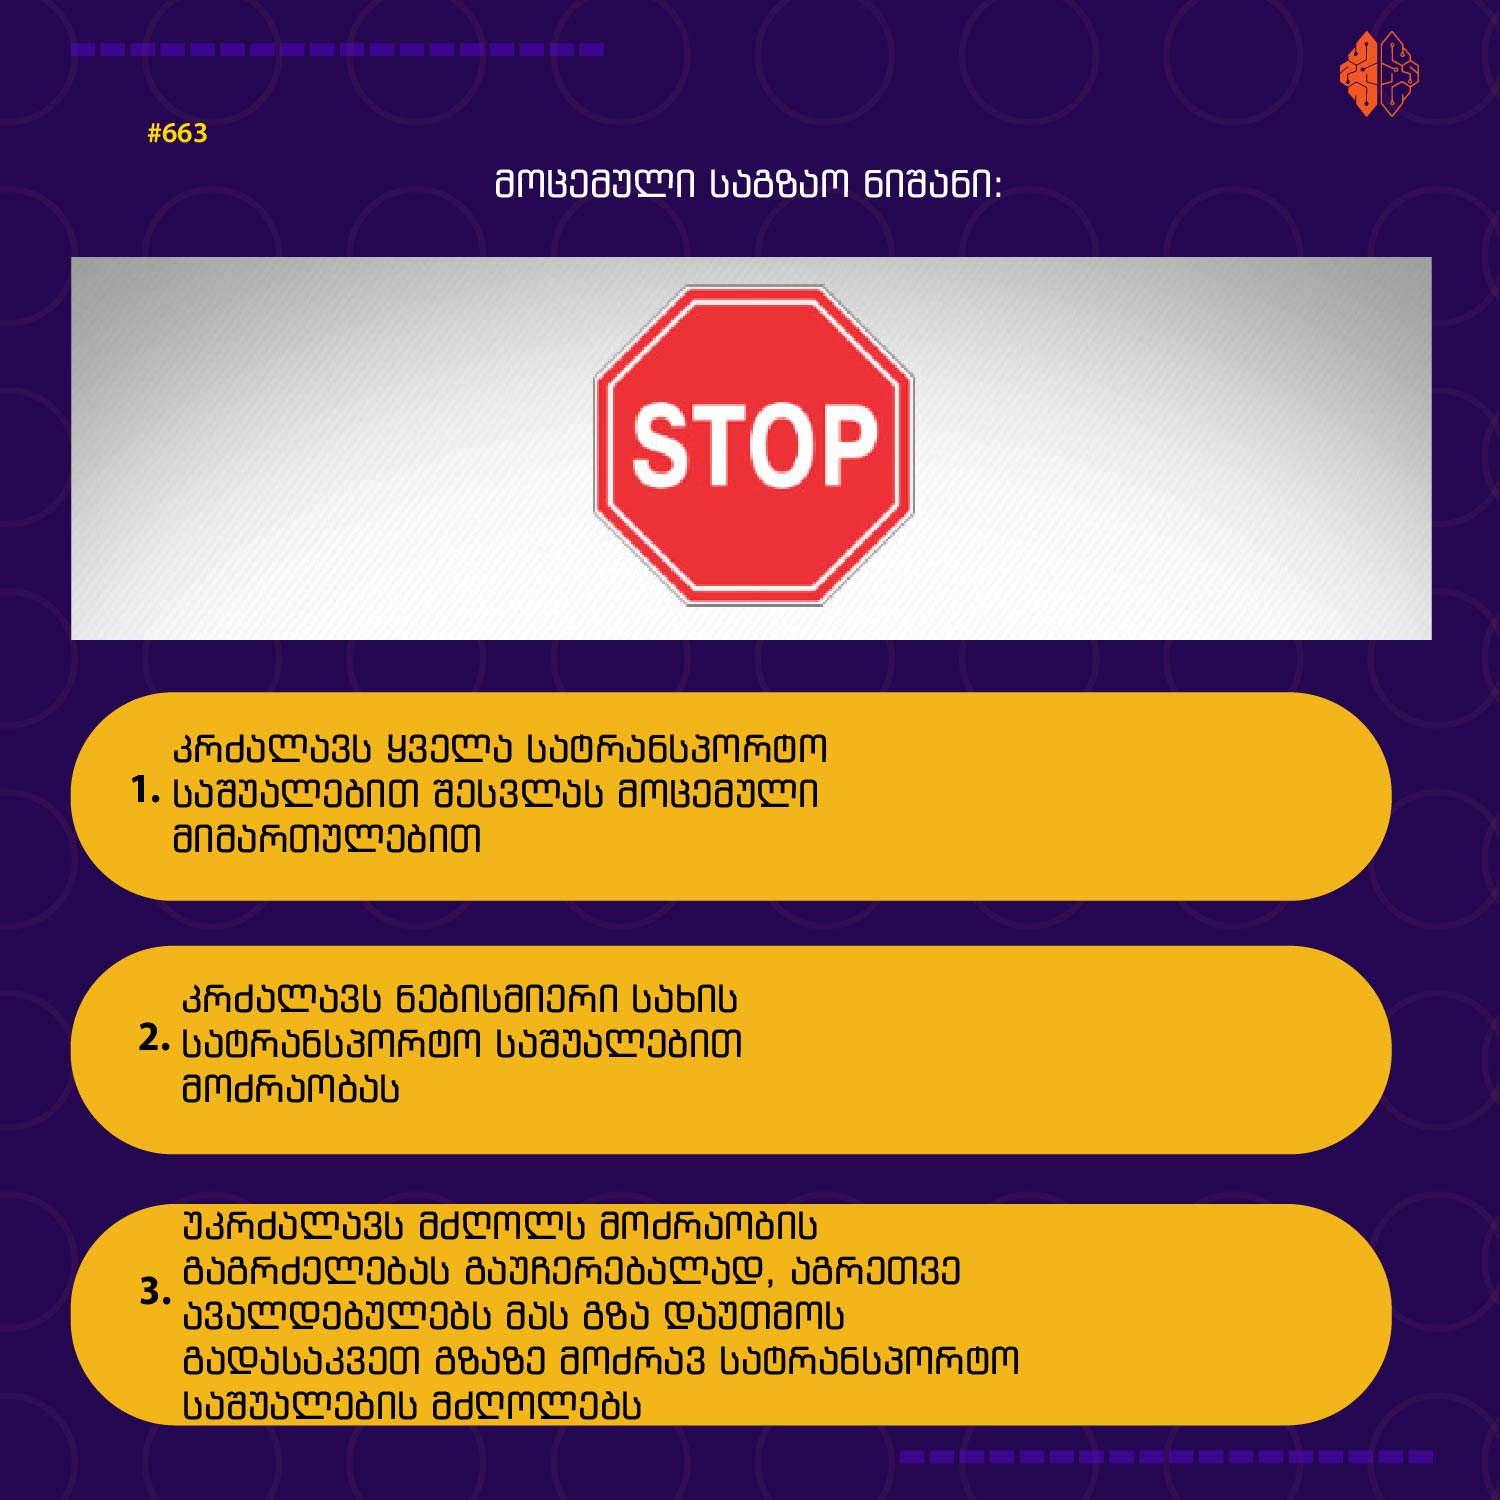 #663
მოცემული საგზაო ნიშანი:
STOP
1. კრძალავს ყველა სატრანსპორტო
საშუალებით შესვლას მოცემული
მიმართულებით
2. კრძალავს ნებისმიერი სახის
სატრანსპორტო საშუალებით
მოძრაობას
3. უკრძალავს მძღოლს მოძრაობის
გაგრძელებას გაუჩერებალად, აგრეთვე
ავალდებულებს მას გზა დაუთმოს
გადასაკვეთ გზაზე მოძრავ სატრანსპორტო
საშუალების მძღოლებს